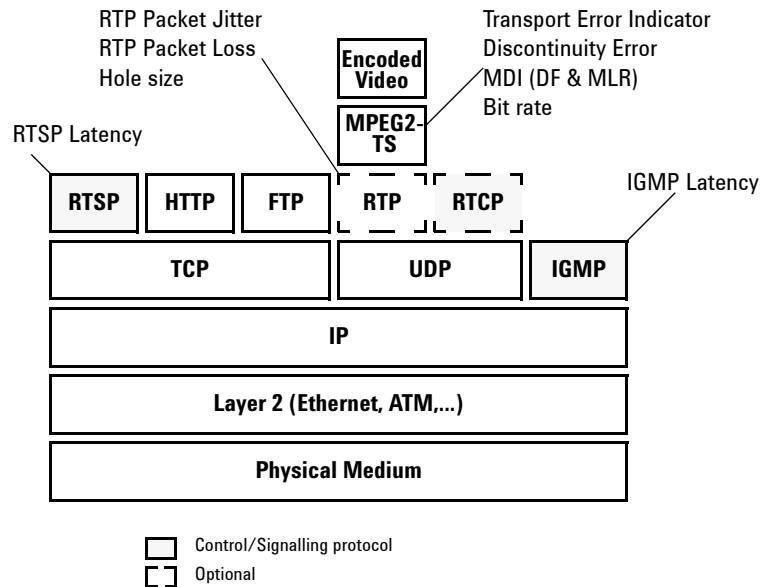 RTP Packet Jitter
RTP Packet Loss
Hole size
Transport Error Indicator
Discontinuity Error
MDI (DF & MLR)
Bit rate
Encoded
Video
MPEG2-
TS
RTSP Latency
IGMP Latency
RTSP
HTTP
FTP
RTP
RTCP
TCP
UDP
IGMP
IP
Layer 2 (Ethernet, ATM,...)
Physical Medium
Control/Signalling protocol
Optional